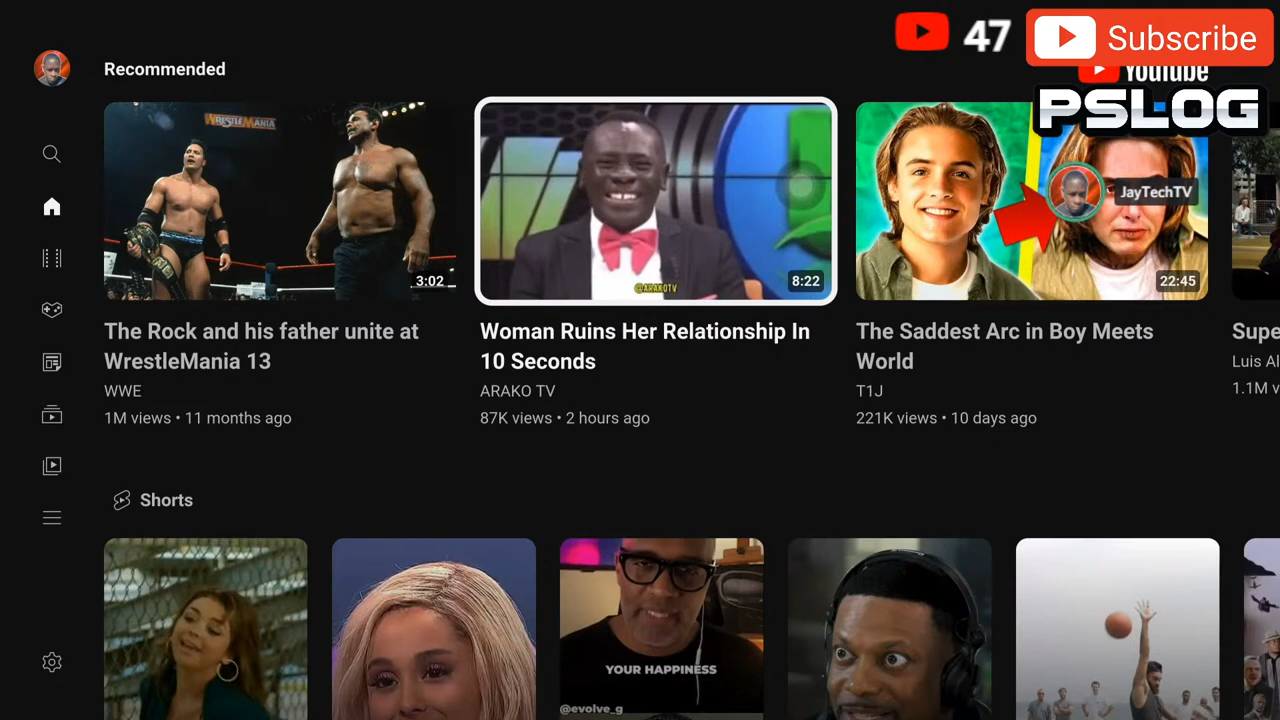 47
Subscribe
Recommended
YouTube
PSLOG
WRESTLEMANIA
JayTechTV
@ARAKOTV
3:02
8:22
22:45
The Rock and his father unite at
WrestleMania 13
WWE
1M views • 11 months ago
Woman Ruins Her Relationship In
10 Seconds
ARAKO TV
87K views • 2 hours ago
The Saddest Arc in Boy Meets
World
T1J
221K views • 10 days ago
Supe
Luis Al
1.1M v
Shorts
YOUR HAPPINESS
@evolve_g